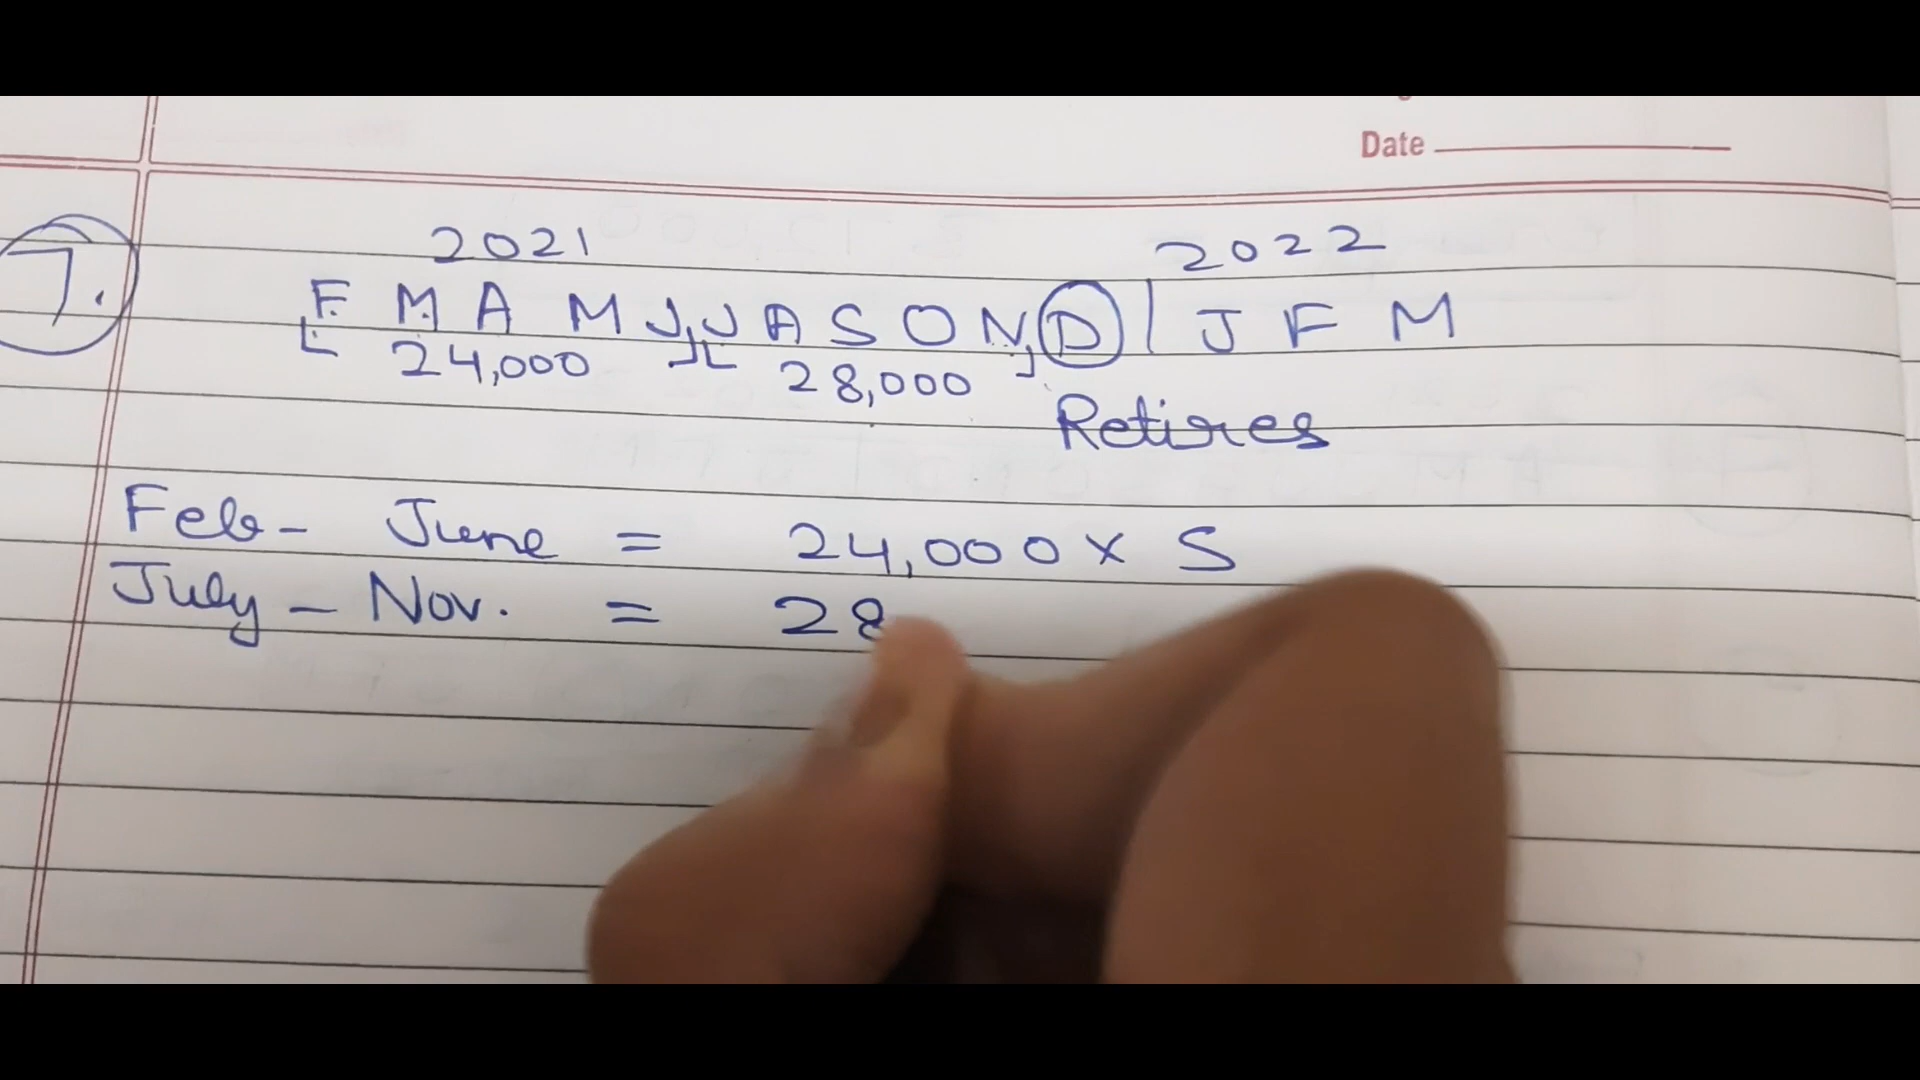 Date
2021 2022
7. F M A M J J A S O N D | J F M
24,000 28,000
Retires
Feb - June = 24,000 x 5
July - Nov. = 28